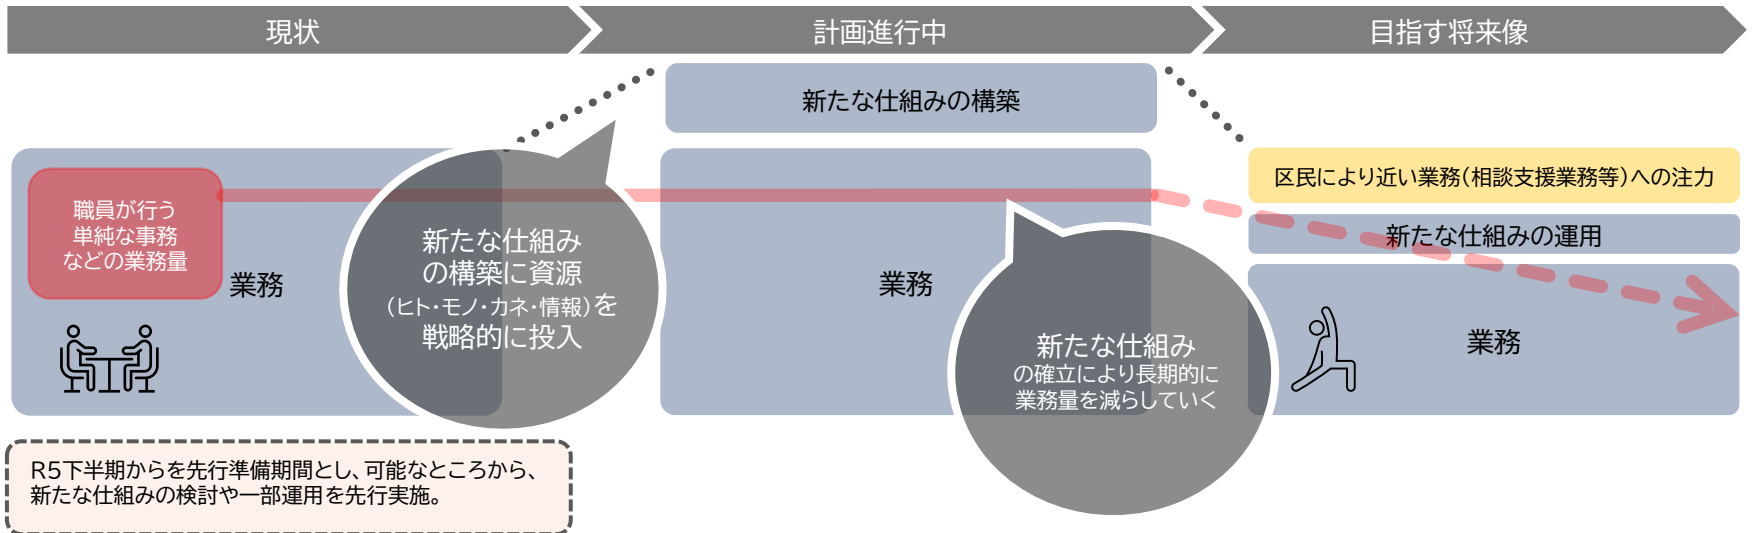 現状
計画進行中
目指す将来像
新たな仕組みの構築
職員が行う
単純な事務
などの業務量
業務
新たな仕組み
の構築に資源
（ヒト・モノ・カネ・情報）を
戦略的に投入
業務
新たな仕組み
の確立により長期的に
業務量を減らしていく
区民により近い業務（相談支援業務等）への注力
新たな仕組みの運用
業務
R５下半期からを先行準備期間とし、可能なところから、
新たな仕組みの検討や一部運用を先行実施。